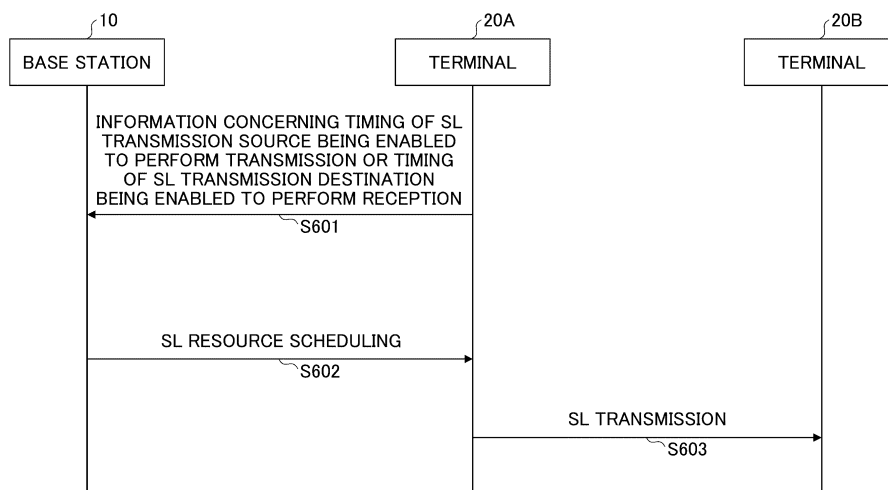 10
20A
20B
BASE STATION
TERMINAL
TERMINAL
INFORMATION CONCERNING TIMING OF SL
TRANSMISSION SOURCE BEING ENABLED
TO PERFORM TRANSMISSION OR TIMING
OF SL TRANSMISSION DESTINATION
BEING ENABLED TO PERFORM RECEPTION
S601
SL RESOURCE SCHEDULING
S602
SL TRANSMISSION
S603